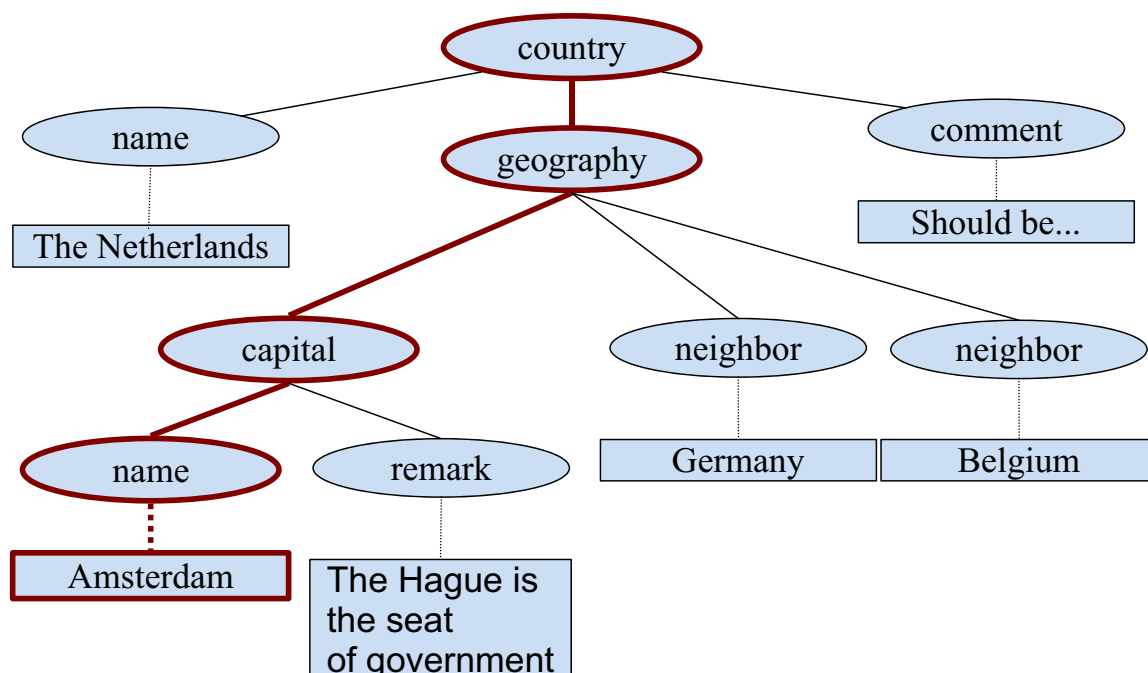 country
name
geography
comment
The Netherlands
Should be...
capital
neighbor
neighbor
name
remark
Germany
Belgium
Amsterdam
The Hague is
the seat
of government